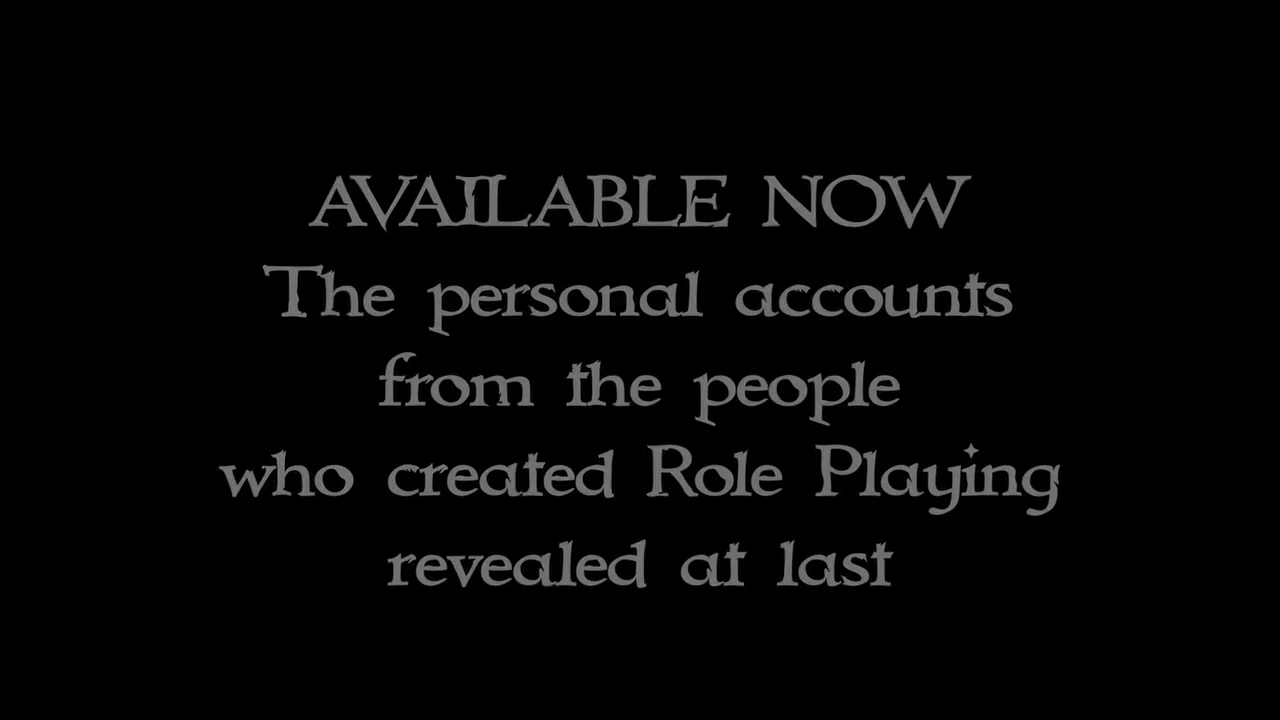 AVAILABLE NOW
The personal accounts
from the people
who created Role Playing
revealed at last